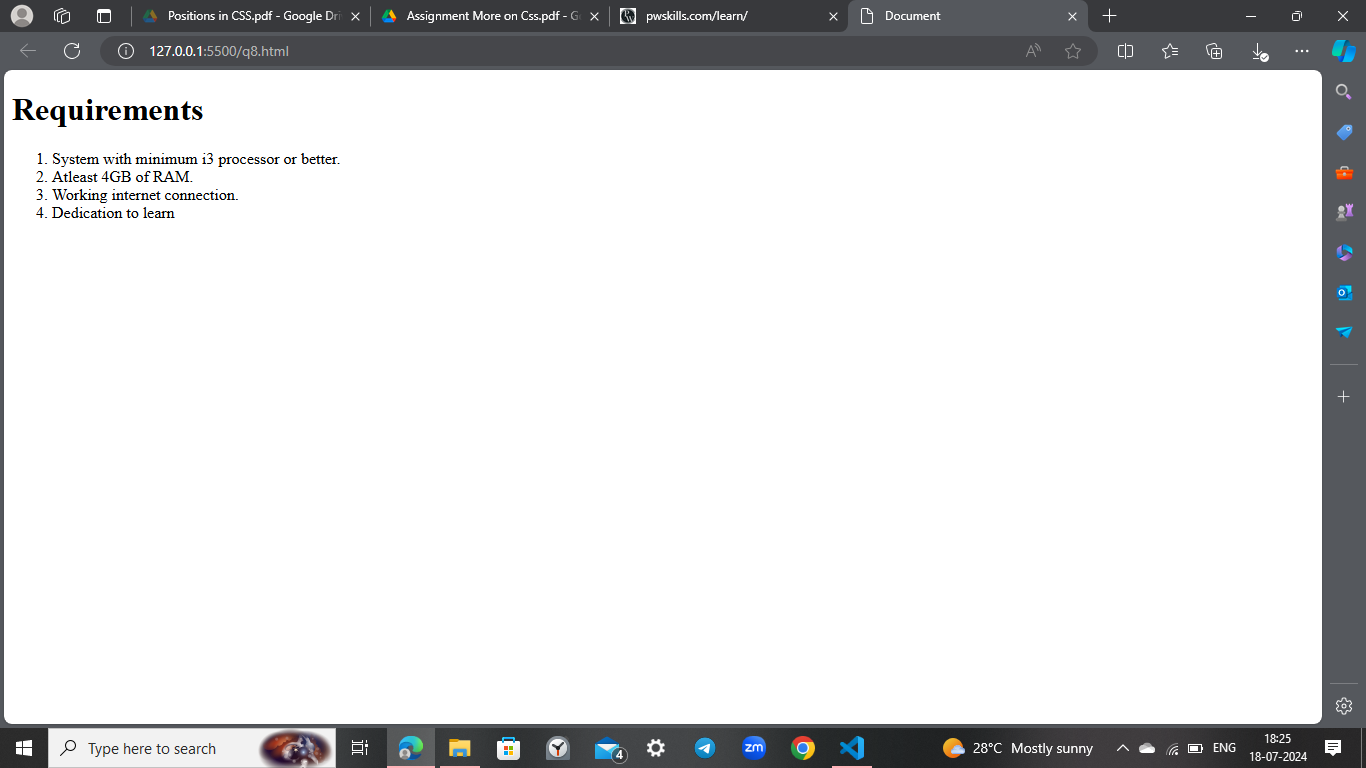 Positions in CSS.pdf - Google Dri
Assignment More on Css.pdf - G
pwskills.com/learn/
Document
127.0.0.1:5500/q8.html
Requirements
1. System with minimum i3 processor or better.
2. Atleast 4GB of RAM.
3. Working internet connection.
4. Dedication to learn
Type here to search
4
zm
28°C Mostly sunny
ENG
18:25
18-07-2024